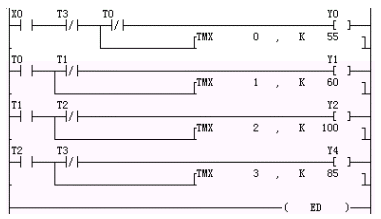 X0 T3 T0 Y0
TMX 0 , K 55
T0 T1 Y1
TMX 1 , K 60
T1 T2 Y2
TMX 2 , K 100
T2 T3 Y4
TMX 3 , K 85
( ED )